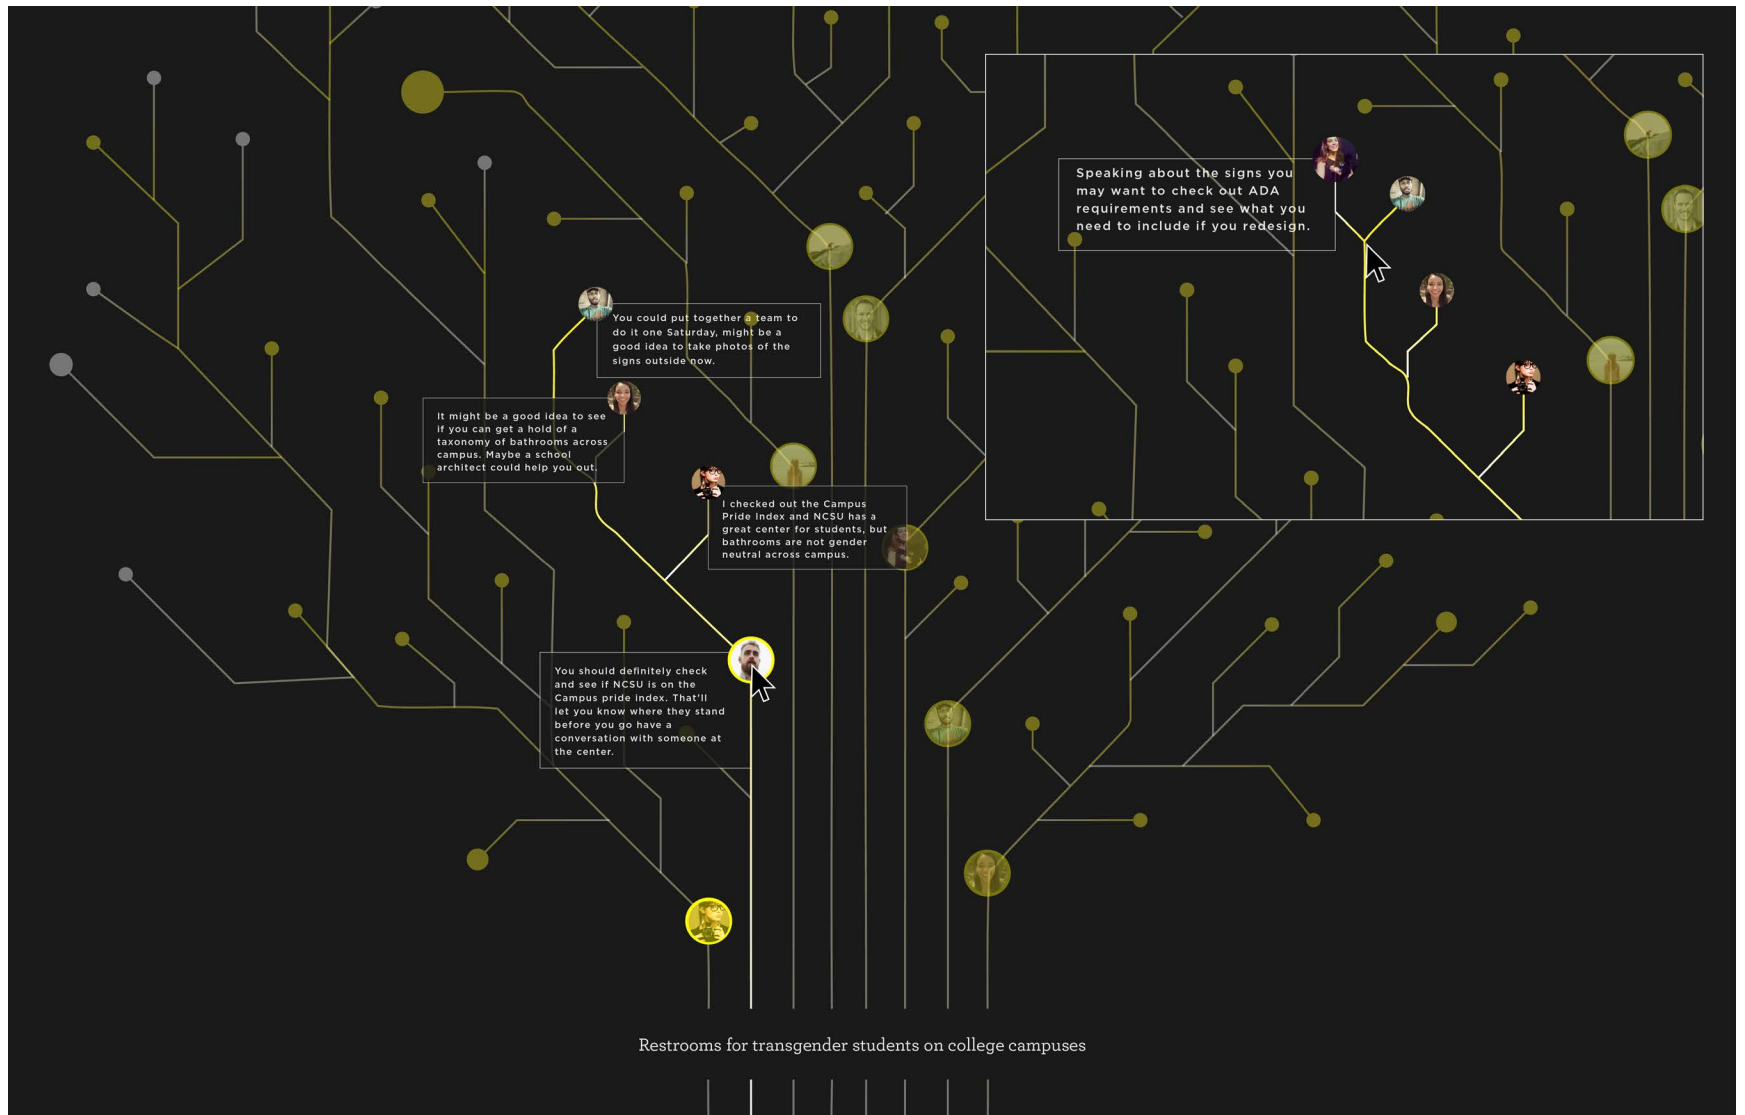 Speaking about the signs you
may want to check out ADA
requirements and see what you
need to include if you redesign.
You could put together a team to
do it one Saturday, might be a
good idea to take photos of the
signs outside now.
It might be a good idea to see
if you can get a hold of a
taxonomy of bathrooms across
campus. Maybe a school
architect could help you out.
I checked out the Campus
Pride Index and NCSU has a
great center for students, but
bathrooms are not gender
neutral across campus.
You should definitely check
and see if NCSU is on the
Campus pride index. That'll
let you know where they stand
before you go have a
conversation with someone at
the center.
Restrooms for transgender students on college campuses